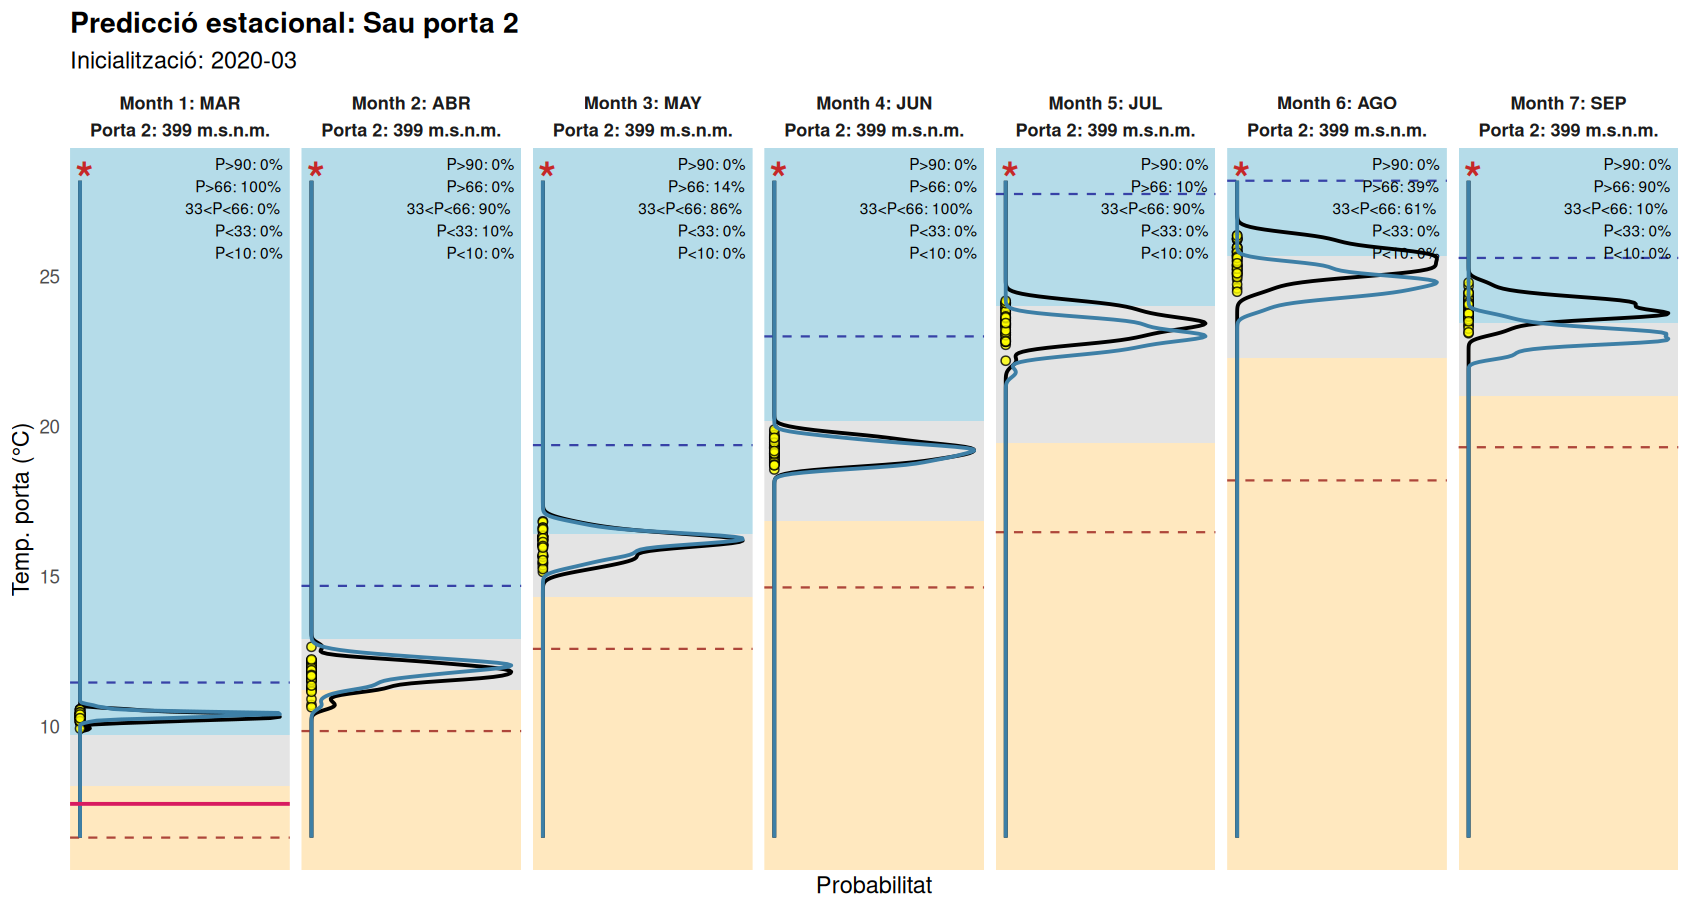 Predicció estacional: Sau porta 2
Inicialització: 2020-03
Month 1: MAR
Porta 2: 399 m.s.n.m.
Month 2: ABR
Porta 2: 399 m.s.n.m.
Month 3: MAY
Porta 2: 399 m.s.n.m.
Month 4: JUN
Porta 2: 399 m.s.n.m.
Month 5: JUL
Porta 2: 399 m.s.n.m.
Month 6: AGO
Porta 2: 399 m.s.n.m.
Month 7: SEP
Porta 2: 399 m.s.n.m.
*
P>90: 0%
P>66: 100%
33<P<66: 0%
P<33: 0%
P<10: 0%
*
P>90: 0%
P>66: 0%
33<P<66: 90%
P<33: 10%
P<10: 0%
*
P>90: 0%
P>66: 14%
33<P<66: 86%
P<33: 0%
P<10: 0%
*
P>90: 0%
P>66: 0%
33<P<66: 100%
P<33: 0%
P<10: 0%
*
P>90: 0%
P>66: 10%
33<P<66: 90%
P<33: 0%
P<10: 0%
*
P>90: 0%
P>66: 39%
33<P<66: 61%
P<33: 0%
P<10: 0%
*
P>90: 0%
P>66: 90%
33<P<66: 10%
P<33: 0%
P<10: 0%
Temp. porta (°C)
25
20
15
10
Probabilitat